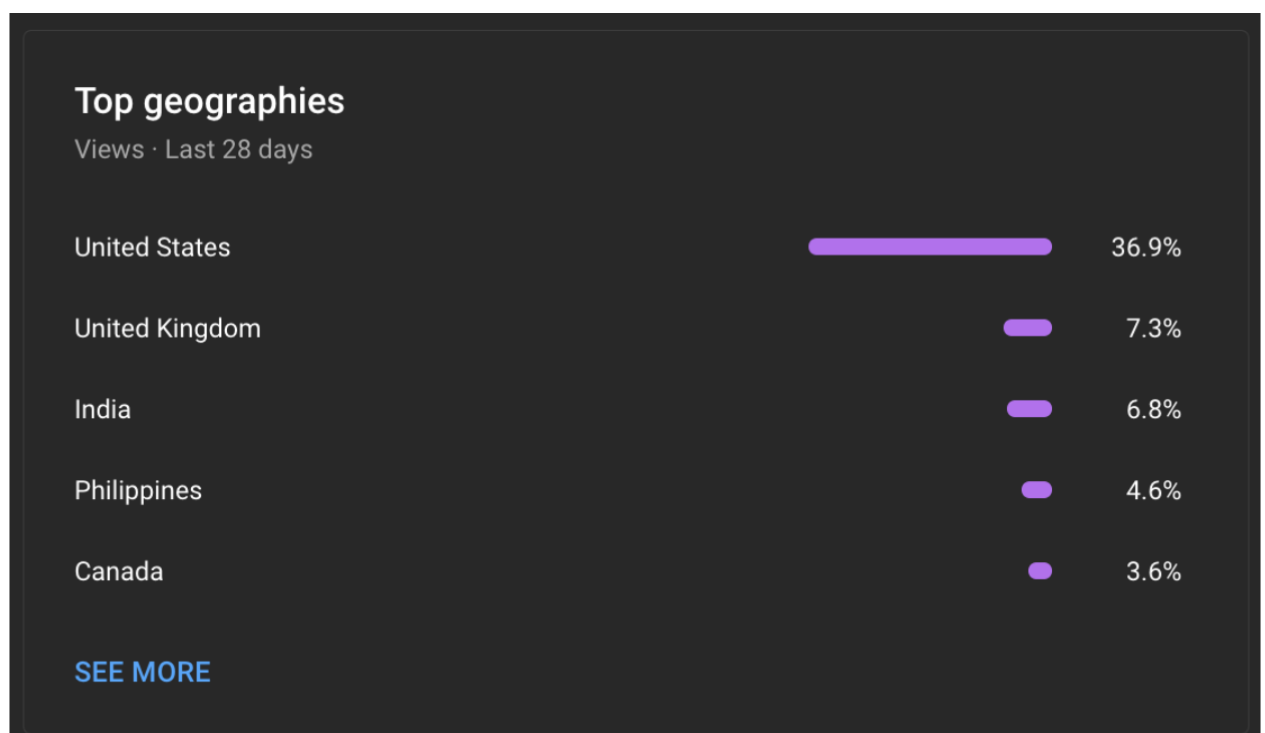 Top geographies
Views · Last 28 days
United States 36.9%
United Kingdom 7.3%
India 6.8%
Philippines 4.6%
Canada 3.6%
SEE MORE